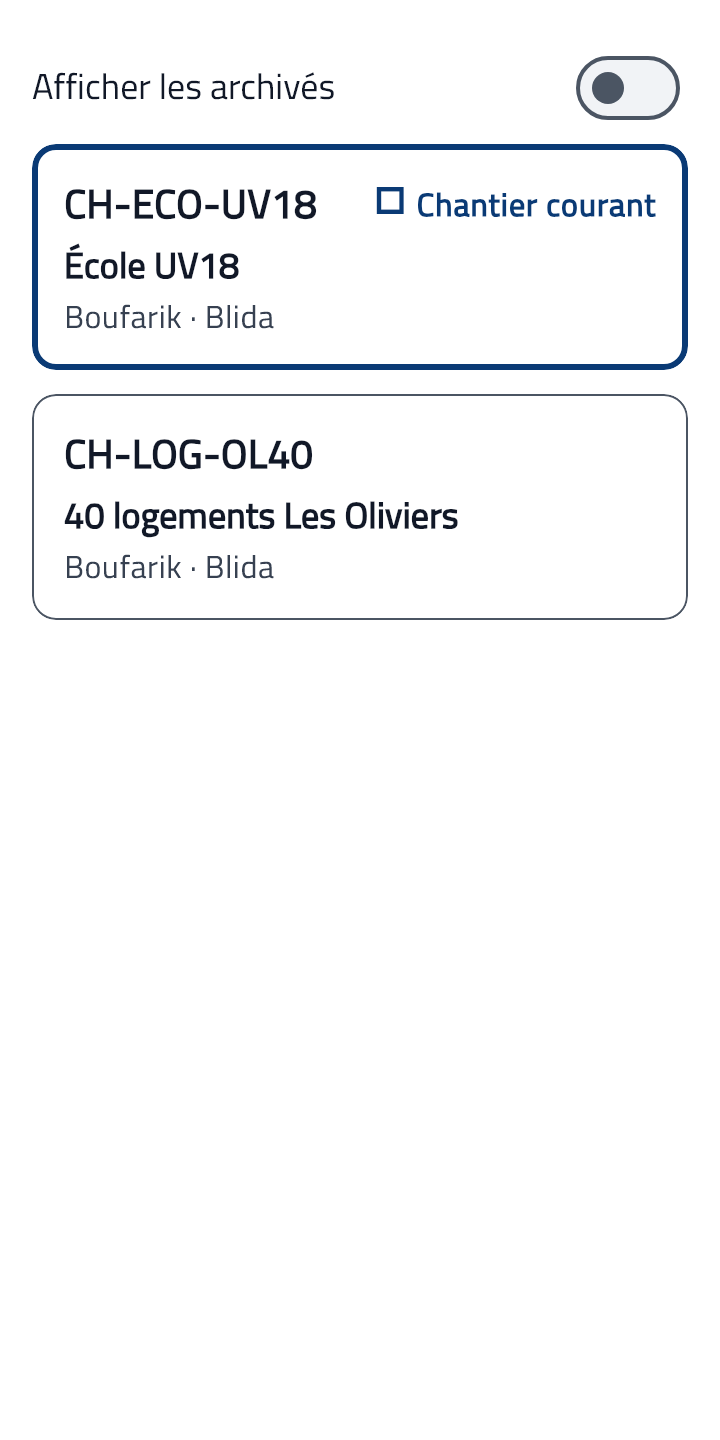 Afficher les archivés
CH-ECO-UV18 Chantier courant
École UV18
Boufarik · Blida
CH-LOG-OL40
40 logements Les Oliviers
Boufarik · Blida